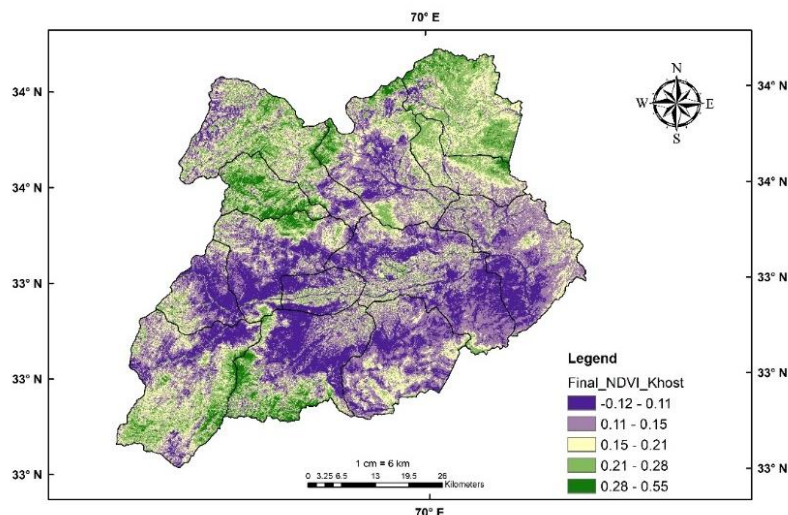 70° E
N
W E
S
34° N 34° N
34° N 34° N
33° N 33° N
33° N 33° N
33° N 33° N
Legend
Final_NDVI_Khost
-0.12 - 0.11
0.11 - 0.15
0.15 - 0.21
0.21 - 0.28
0.28 - 0.55
1 cm = 6 km
0 3.25 6.5 13 19.5 26
Kilometers
70° E